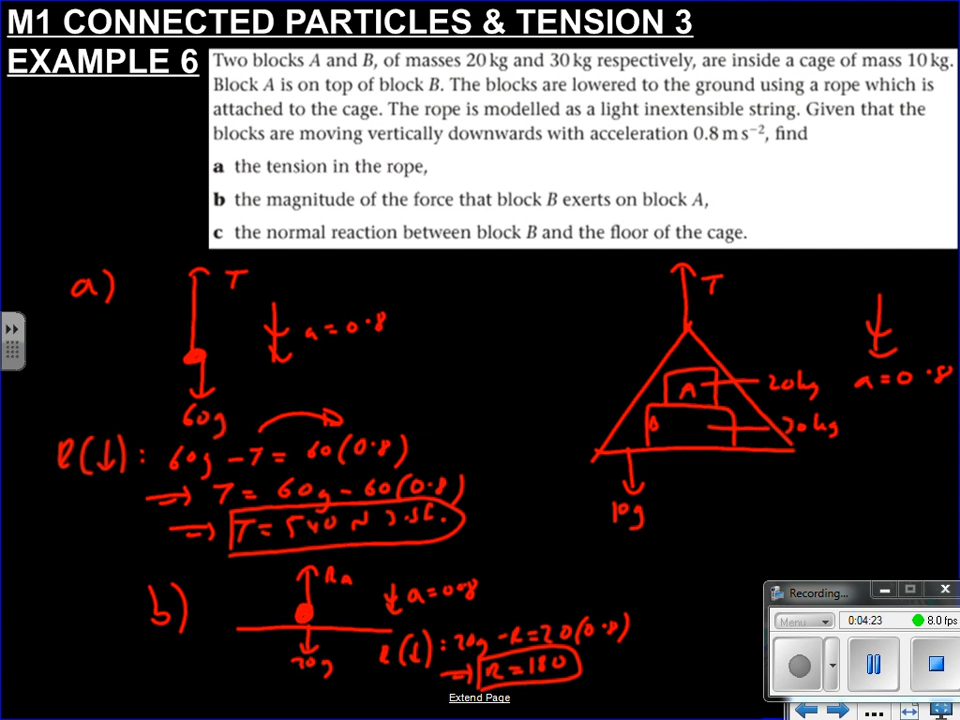 M1 CONNECTED PARTICLES & TENSION 3
EXAMPLE 6
Two blocks A and B, of masses 20 kg and 30 kg respectively, are inside a cage of mass 10 kg.
Block A is on top of block B. The blocks are lowered to the ground using a rope which is
attached to the cage. The rope is modelled as a light inextensible string. Given that the
blocks are moving vertically downwards with acceleration 0.8 m s⁻², find
a the tension in the rope,
b the magnitude of the force that block B exerts on block A,
c the normal reaction between block B and the floor of the cage.
a)
T
a = 0.8
60g
R(↓): 60g - T = 60(0.8)
⇒ T = 60g - 60(0.8)
⇒ T = 540 N 2 s.f.
T
a = 0.8
A
20kg
B
30kg
10g
b)
RA
a = 0.8
20g
R(↓): 20g - R = 20(0.8)
⇒ R = 180
Extend Page
Recording...
Menu
0:04:23
8.0 fps